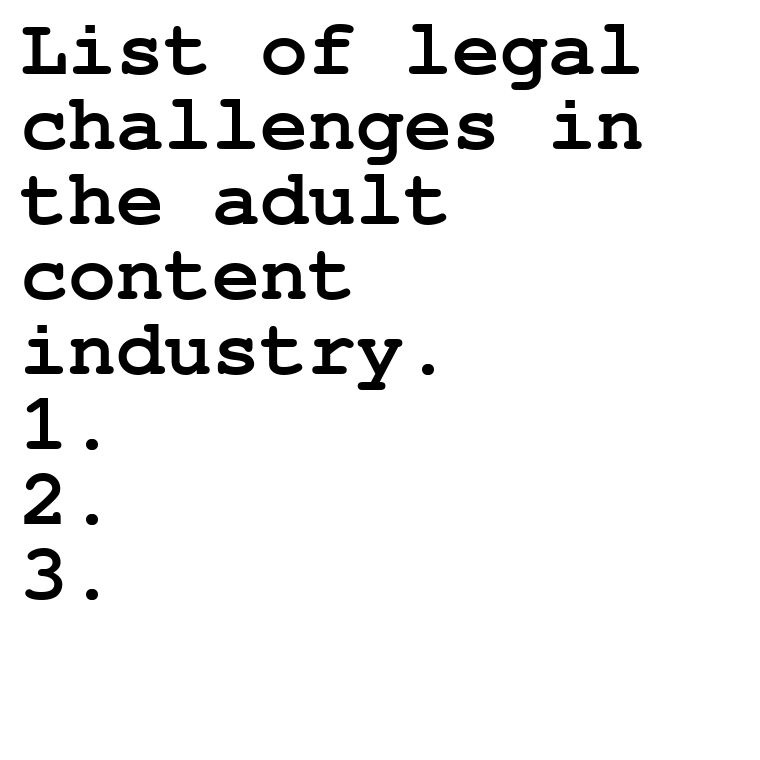 List of legal
challenges in
the adult
content
industry.
1.
2.
3.